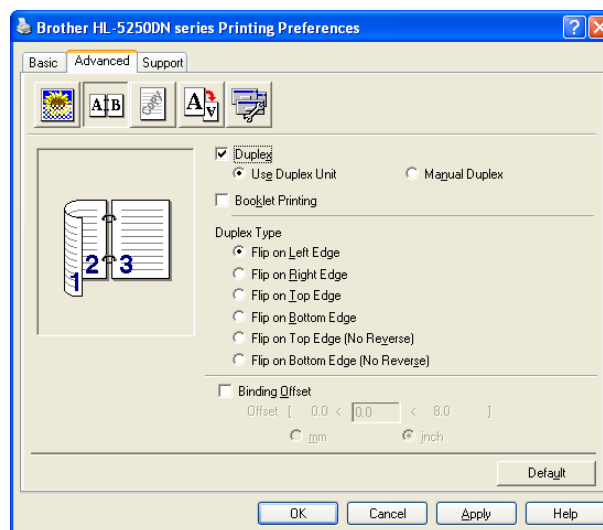 Brother HL-5250DN series Printing Preferences
Basic Advanced Support
A B A A
Duplex
Use Duplex Unit Manual Duplex
Booklet Printing
1 2 3
Duplex Type
Flip on Left Edge
Flip on Right Edge
Flip on Top Edge
Flip on Bottom Edge
Flip on Top Edge (No Reverse)
Flip on Bottom Edge (No Reverse)
Binding Offset
Offset [ 0.0 < 0.0 < 8.0 ]
mm inch
Default
OK Cancel Apply Help